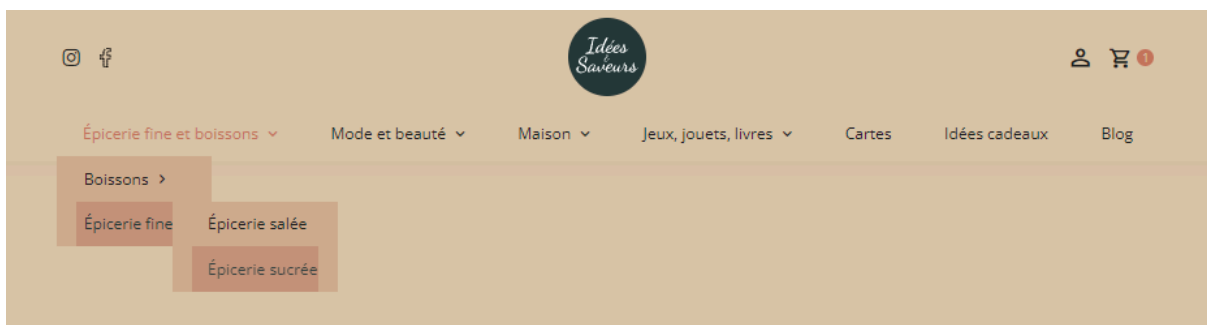 Idées
&
Saveurs
1
Épicerie fine et boissons
Mode et beauté
Maison
Jeux, jouets, livres
Cartes
Idées cadeaux
Blog
Boissons
Épicerie fine
Épicerie salée
Épicerie sucrée